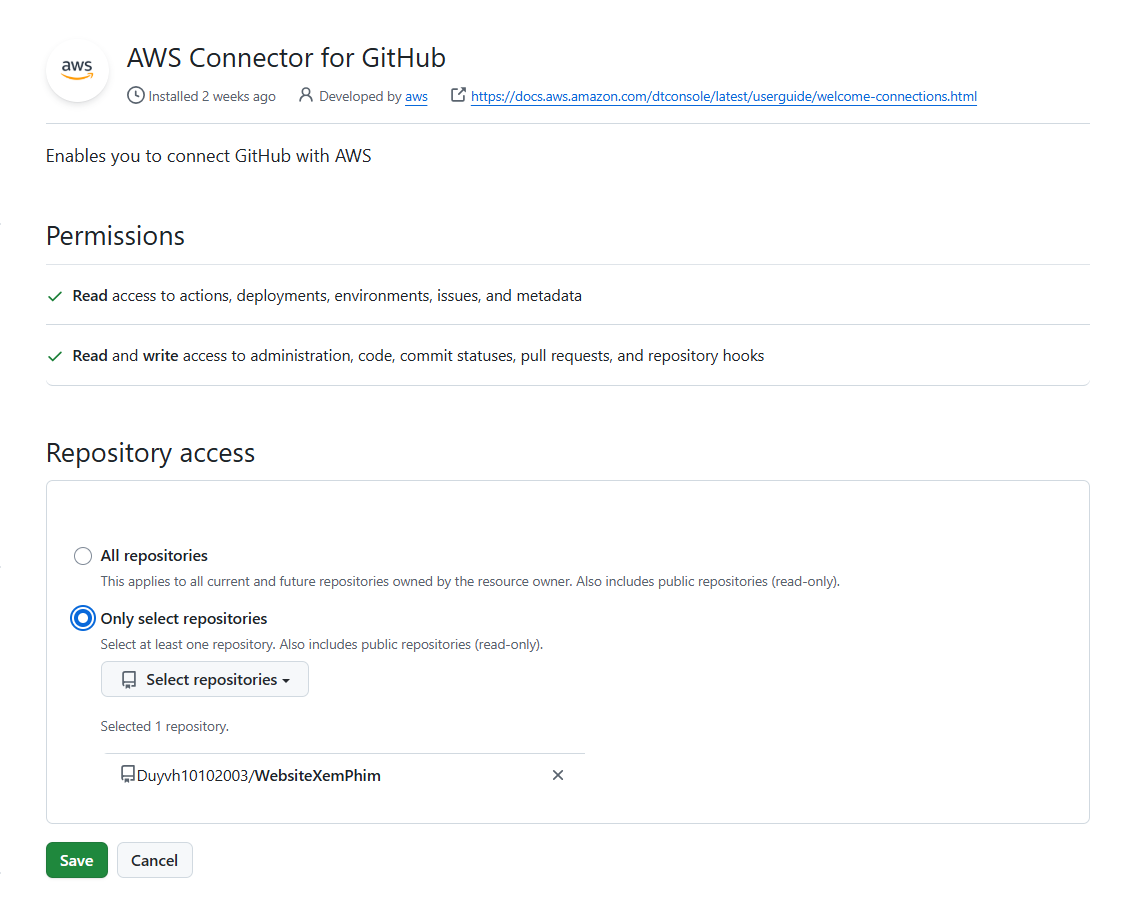 aws
AWS Connector for GitHub
Installed 2 weeks ago Developed by aws https://docs.aws.amazon.com/dtconsole/latest/userguide/welcome-connections.html
Enables you to connect GitHub with AWS
Permissions
Read access to actions, deployments, environments, issues, and metadata
Read and write access to administration, code, commit statuses, pull requests, and repository hooks
Repository access
All repositories
This applies to all current and future repositories owned by the resource owner. Also includes public repositories (read-only).
Only select repositories
Select at least one repository. Also includes public repositories (read-only).
Select repositories
Selected 1 repository.
Duyvh10102003/WebsiteXemPhim
Save Cancel